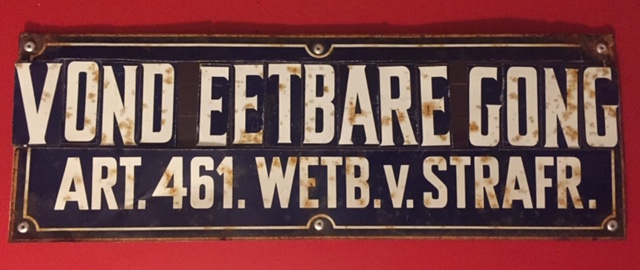 VOND EETBARE GONG
ART. 461. WETB. V. STRAFR.